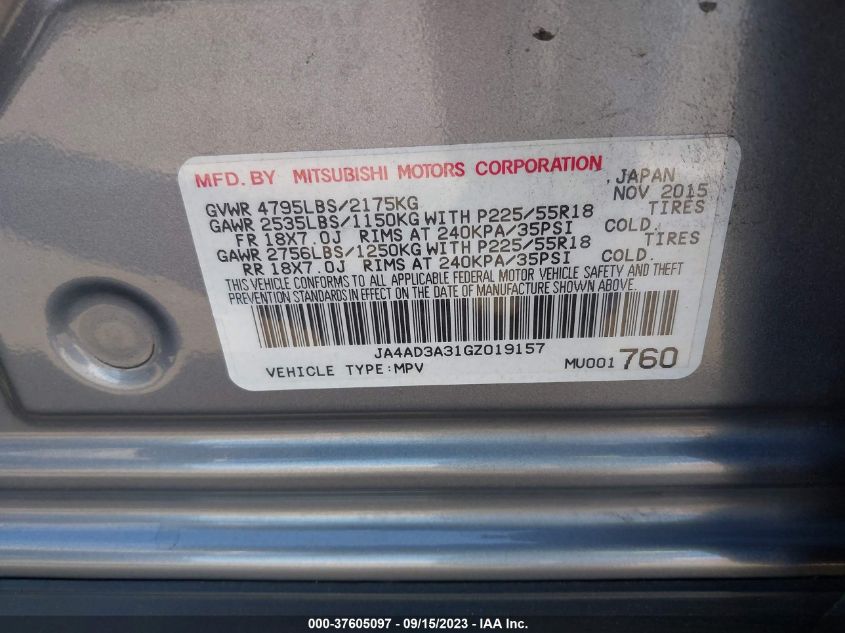 MFD. BY MITSUBISHI MOTORS CORPORATION, JAPAN
GVWR 4795LBS/2175KG NOV 2015
GAWR 2535LBS/1150KG WITH P225/55R18 TIRES
FR 18X7.0J RIMS AT 240KPA/35PSI COLD.
GAWR 2756LBS/1250KG WITH P225/55R18 TIRES
RR 18X7.0J RIMS AT 240KPA/35PSI COLD.
THIS VEHICLE CONFORMS TO ALL APPLICABLE FEDERAL MOTOR VEHICLE SAFETY AND THEFT
PREVENTION STANDARDS IN EFFECT ON THE DATE OF MANUFACTURE SHOWN ABOVE.
JA4AD3A31GZ019157
VEHICLE TYPE:MPV MU001 760
000-37605097 - 09/15/2023 - © IAA, Inc.